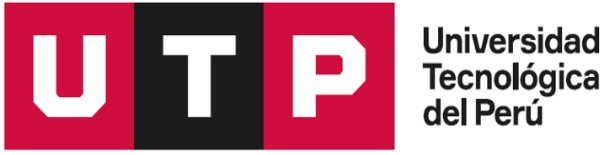 UTP
Universidad
Tecnológica
del Perú